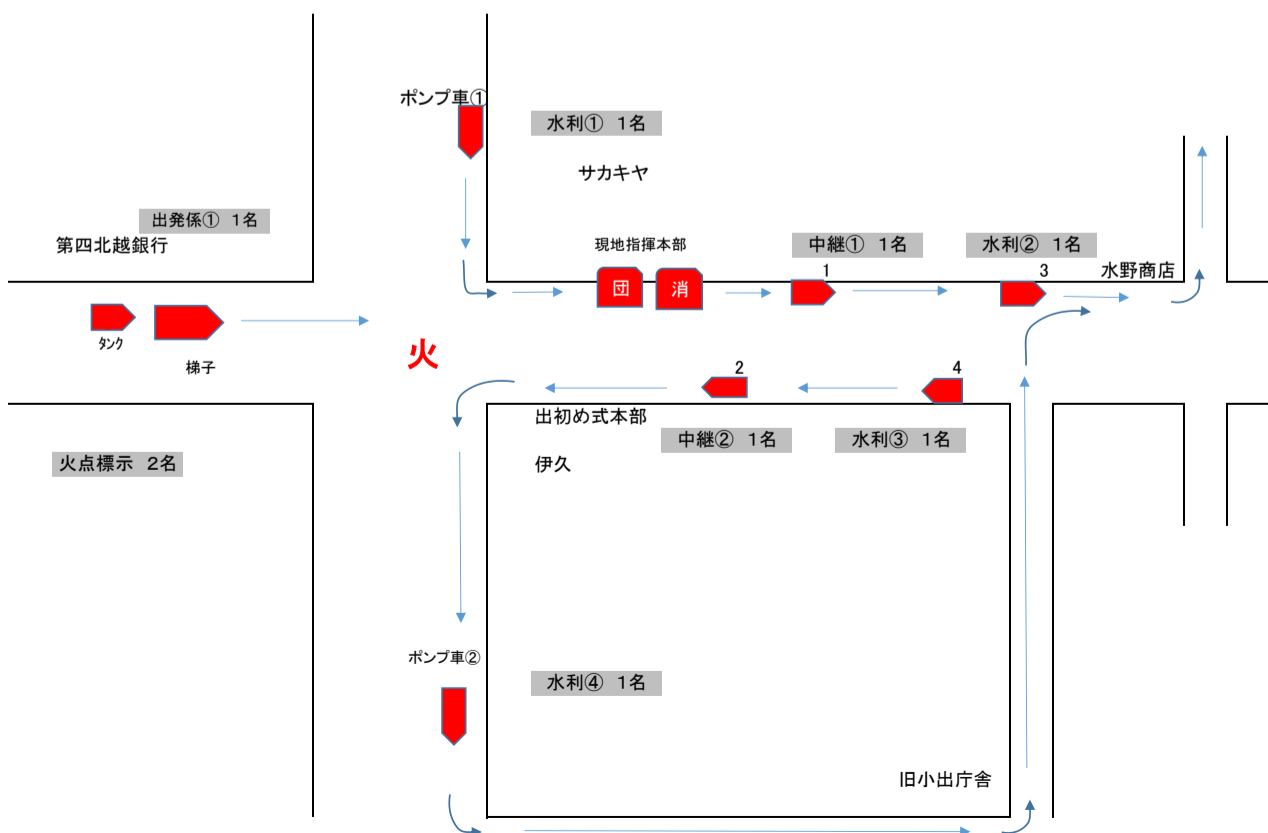 ポンプ車①
水利① 1名
サカキヤ
出発係① 1名
第四北越銀行
現地指揮本部
中継① 1名
水利② 1名
水野商店
1
3
団
消
タンク
梯子
火
2
4
出初め式本部
中継② 1名
水利③ 1名
火点標示 2名
伊久
ポンプ車②
水利④ 1名
旧小出庁舎